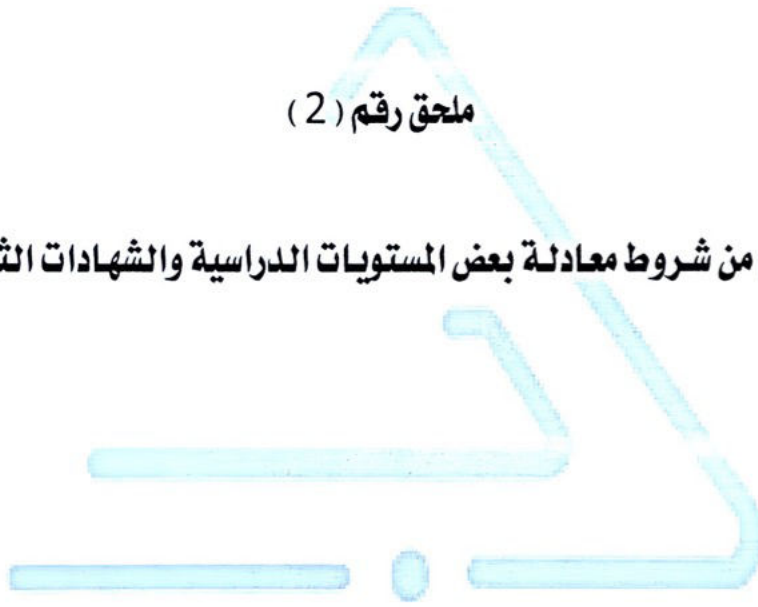 ملحق رقم (2)
من شروط معادلة بعض المستويات الدراسية والشهادات